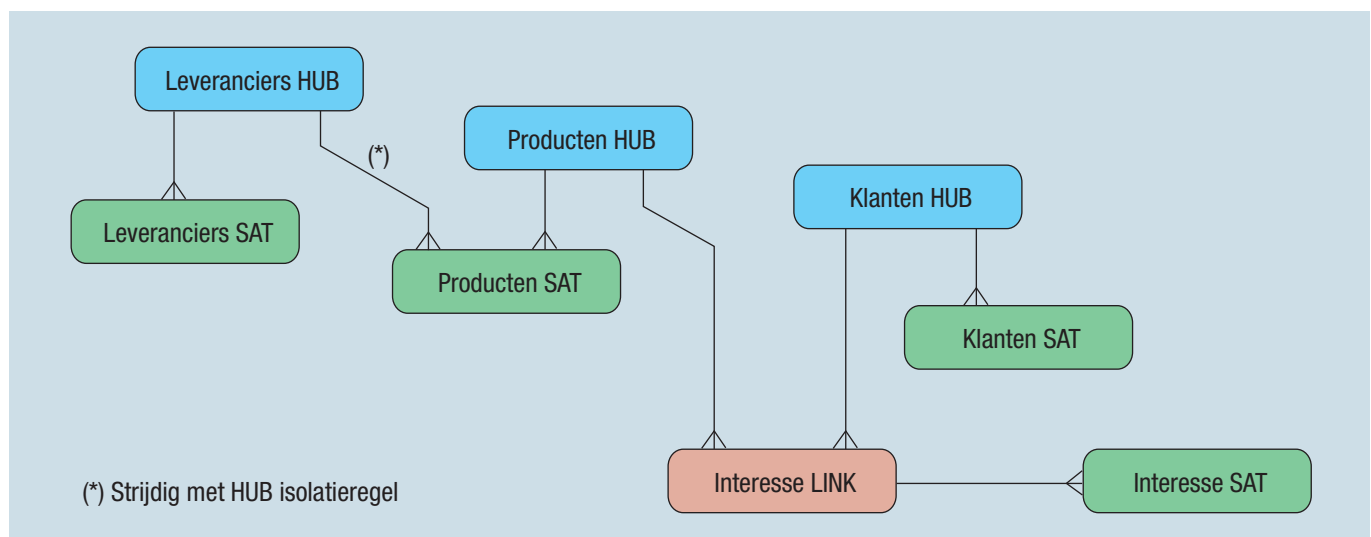 Leveranciers HUB
Producten HUB
(*)
Klanten HUB
Leveranciers SAT
Producten SAT
Klanten SAT
Interesse LINK
Interesse SAT
(*) Strijdig met HUB isolatieregel